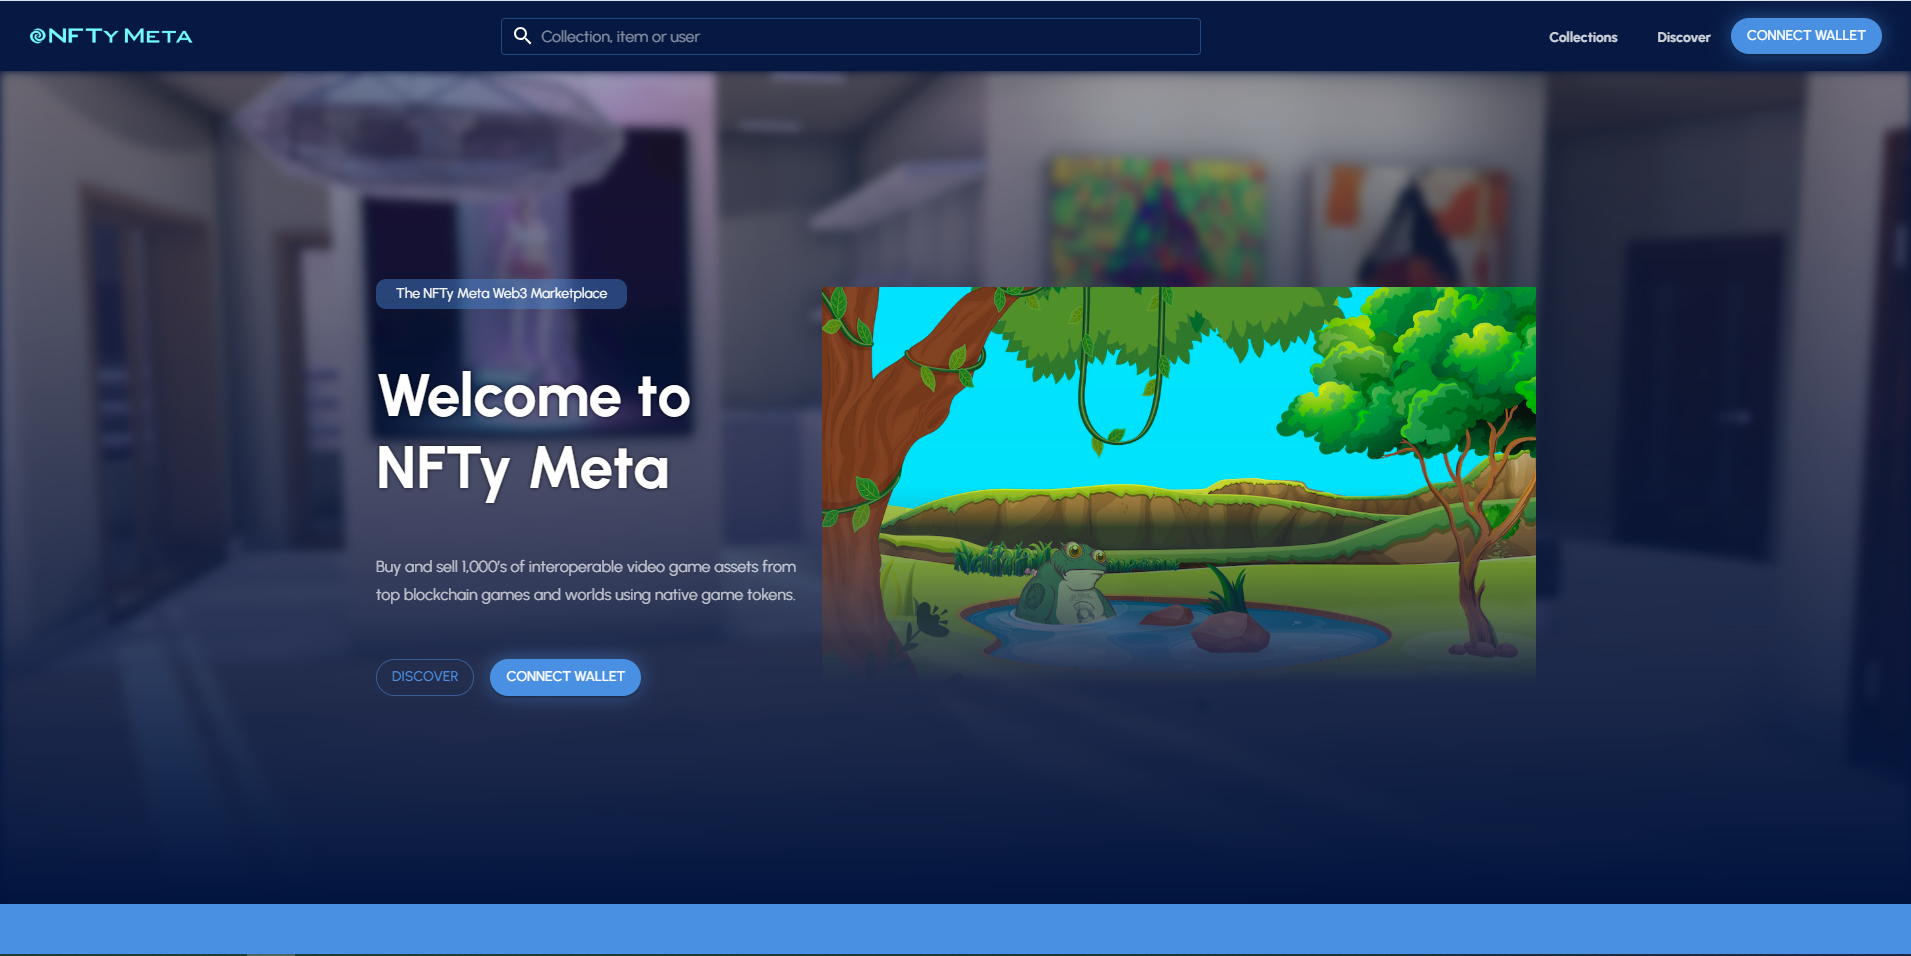 NFTy Meta
Collection, item or user
Collections
Discover
CONNECT WALLET
The NFTy Meta Web3 Marketplace
Welcome to
NFTy Meta
Buy and sell 1,000's of interoperable video game assets from
top blockchain games and worlds using native game tokens.
DISCOVER
CONNECT WALLET